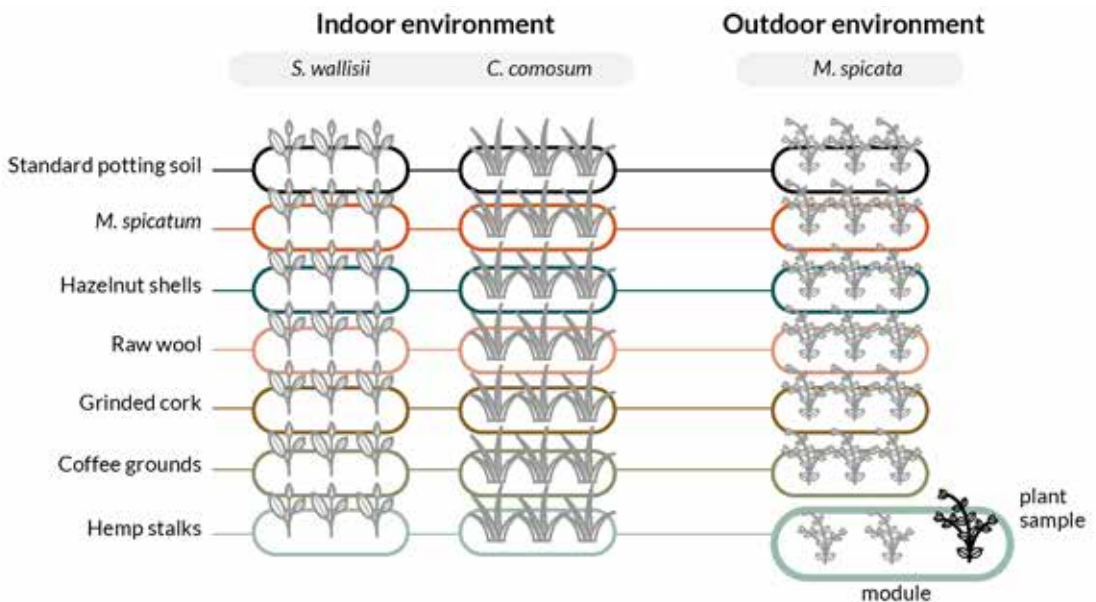 Indoor environment
Outdoor environment
S. wallisii
C. comosum
M. spicata
Standard potting soil
M. spicatum
Hazelnut shells
Raw wool
Grinded cork
Coffee grounds
Hemp stalks
plant
sample
module